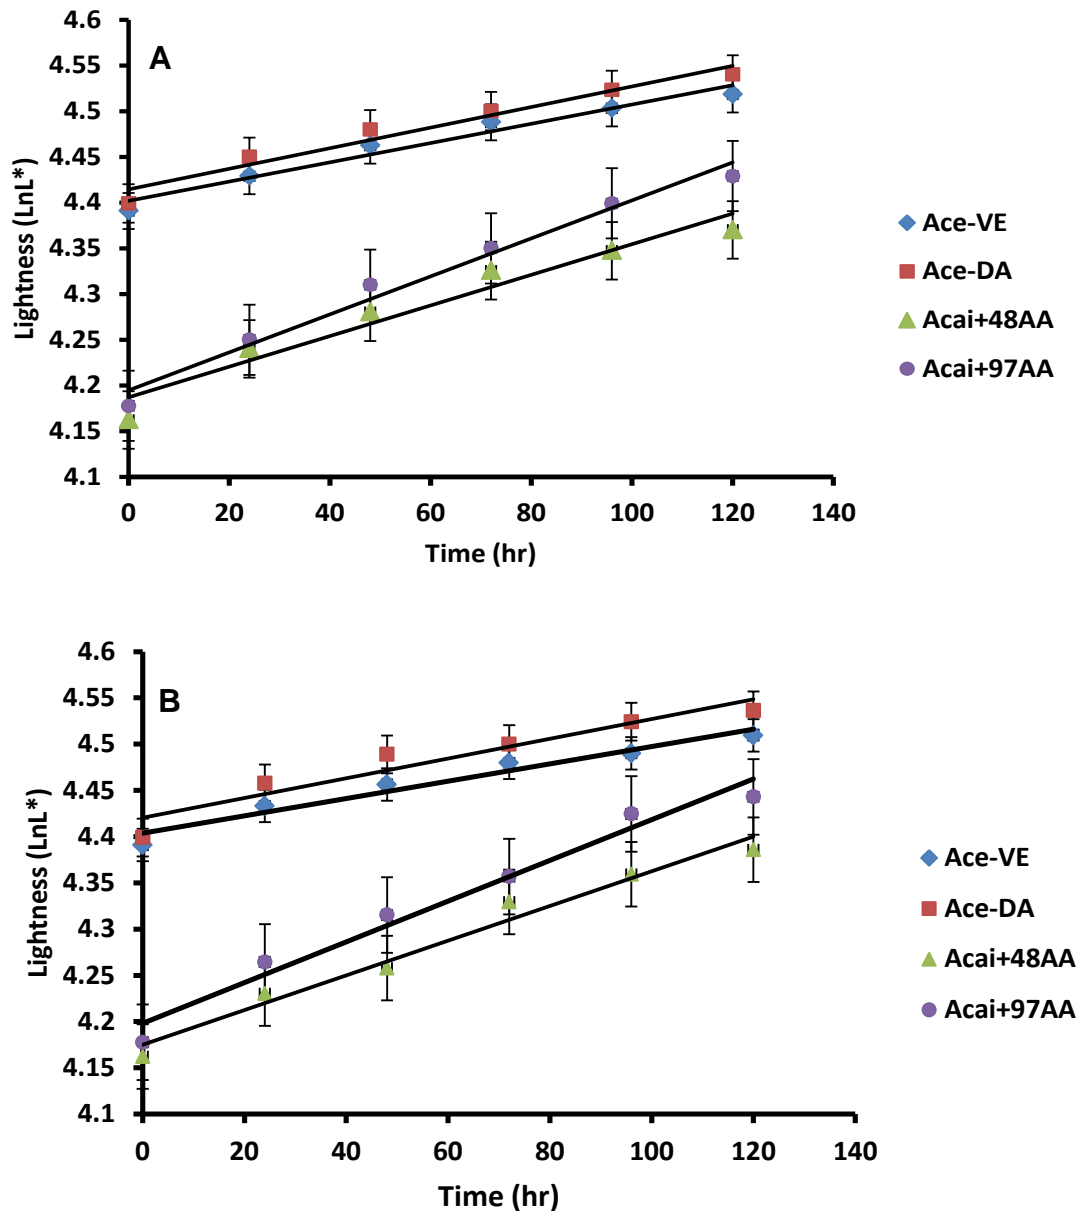 A
4.6
4.55
4.5
4.45
4.4
4.35
4.3
4.25
4.2
4.15
4.1
Lightness (LnL*)
0 20 40 60 80 100 120 140
Time (hr)
Ace-VE
Ace-DA
Acai+48AA
Acai+97AA
B
4.6
4.55
4.5
4.45
4.4
4.35
4.3
4.25
4.2
4.15
4.1
Lightness (LnL*)
0 20 40 60 80 100 120 140
Time (hr)
Ace-VE
Ace-DA
Acai+48AA
Acai+97AA